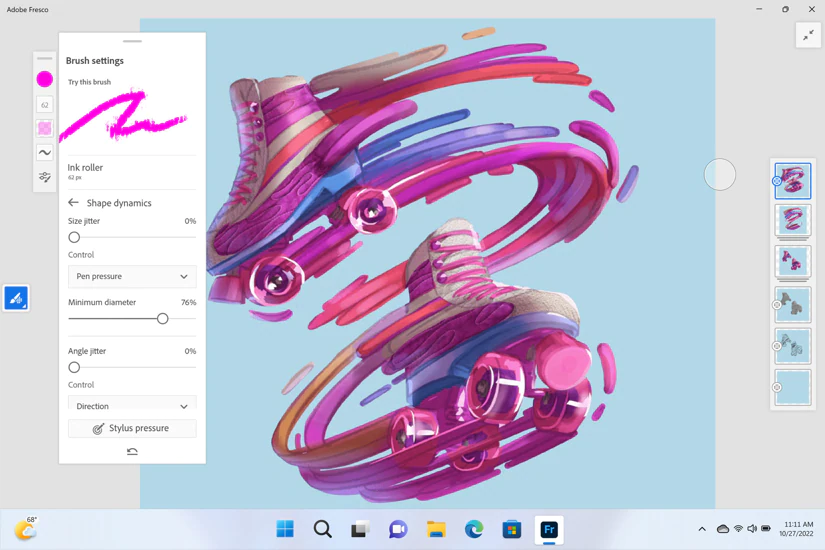 Adobe Fresco
Brush settings
Try this brush
62
Ink roller
62 px
Shape dynamics
Size jitter 0%
Control
Pen pressure
Minimum diameter 76%
Angle jitter 0%
Control
Direction
Stylus pressure
68°
Fr
11:11 AM
10/27/2022